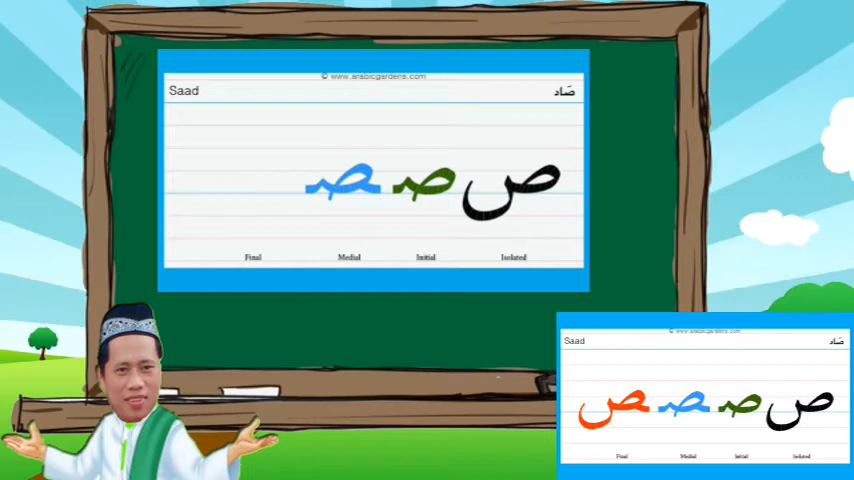 © www.arabicgardens.com
Saad صَاد
ص صـ ـصـ
Final Medial Initial Isolated
© www.arabicgardens.com
Saad صَاد
ص صـ ـصـ ـص
Final Medial Initial Isolated